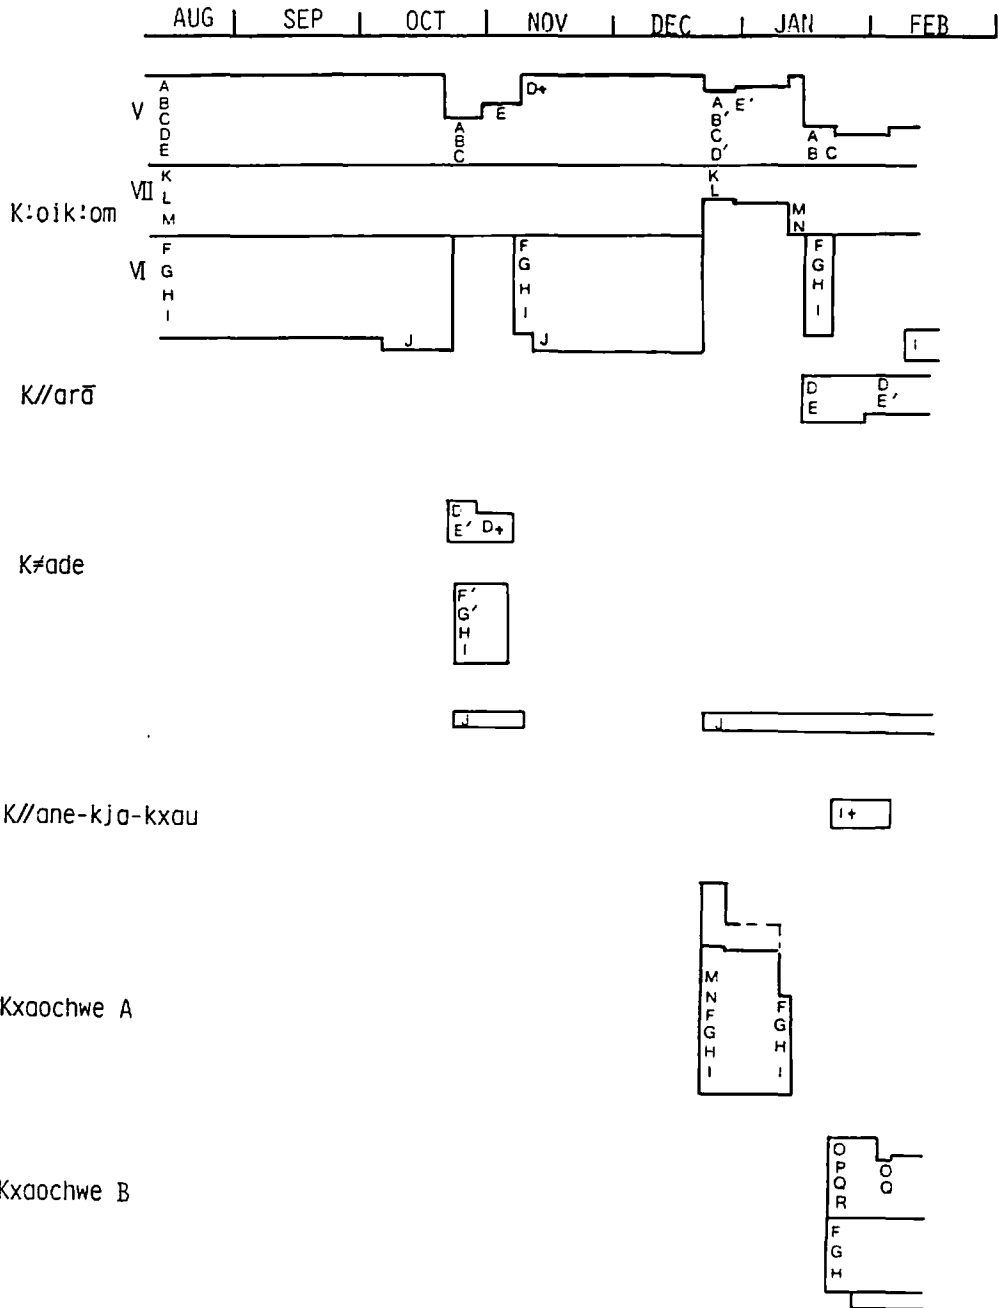 AUG SEP OCT NOV DEC JAN FEB
V
A
B
C
D
E
A
B
C
E
D+
A
B'
C
D'
E'
A
B C
K!oik!om
VII
K
L
M
K
L
M
N
VI
F
G
H
I
J
F
G
H
I
J
F
G
H
I
I
K//arā
D
E
D
E'
K≠ade
D
E' D+
F'
G'
H
I
J
J
K//ane-kja-kxau
I+
Kxaochwe A
M
N
F
G
H
I
F
G
H
I
Kxaochwe B
O
P
Q
R
O
Q
F
G
H